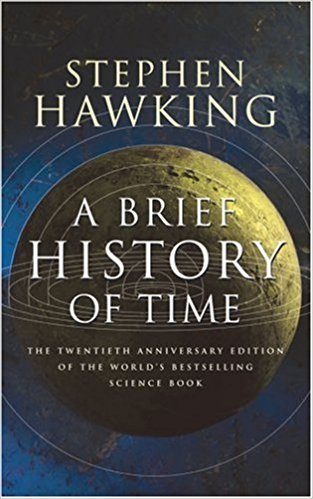 STEPHEN
HAWKING
A BRIEF
HISTORY
OF TIME
THE TWENTIETH ANNIVERSARY EDITION
OF THE WORLD'S BESTSELLING
SCIENCE BOOK